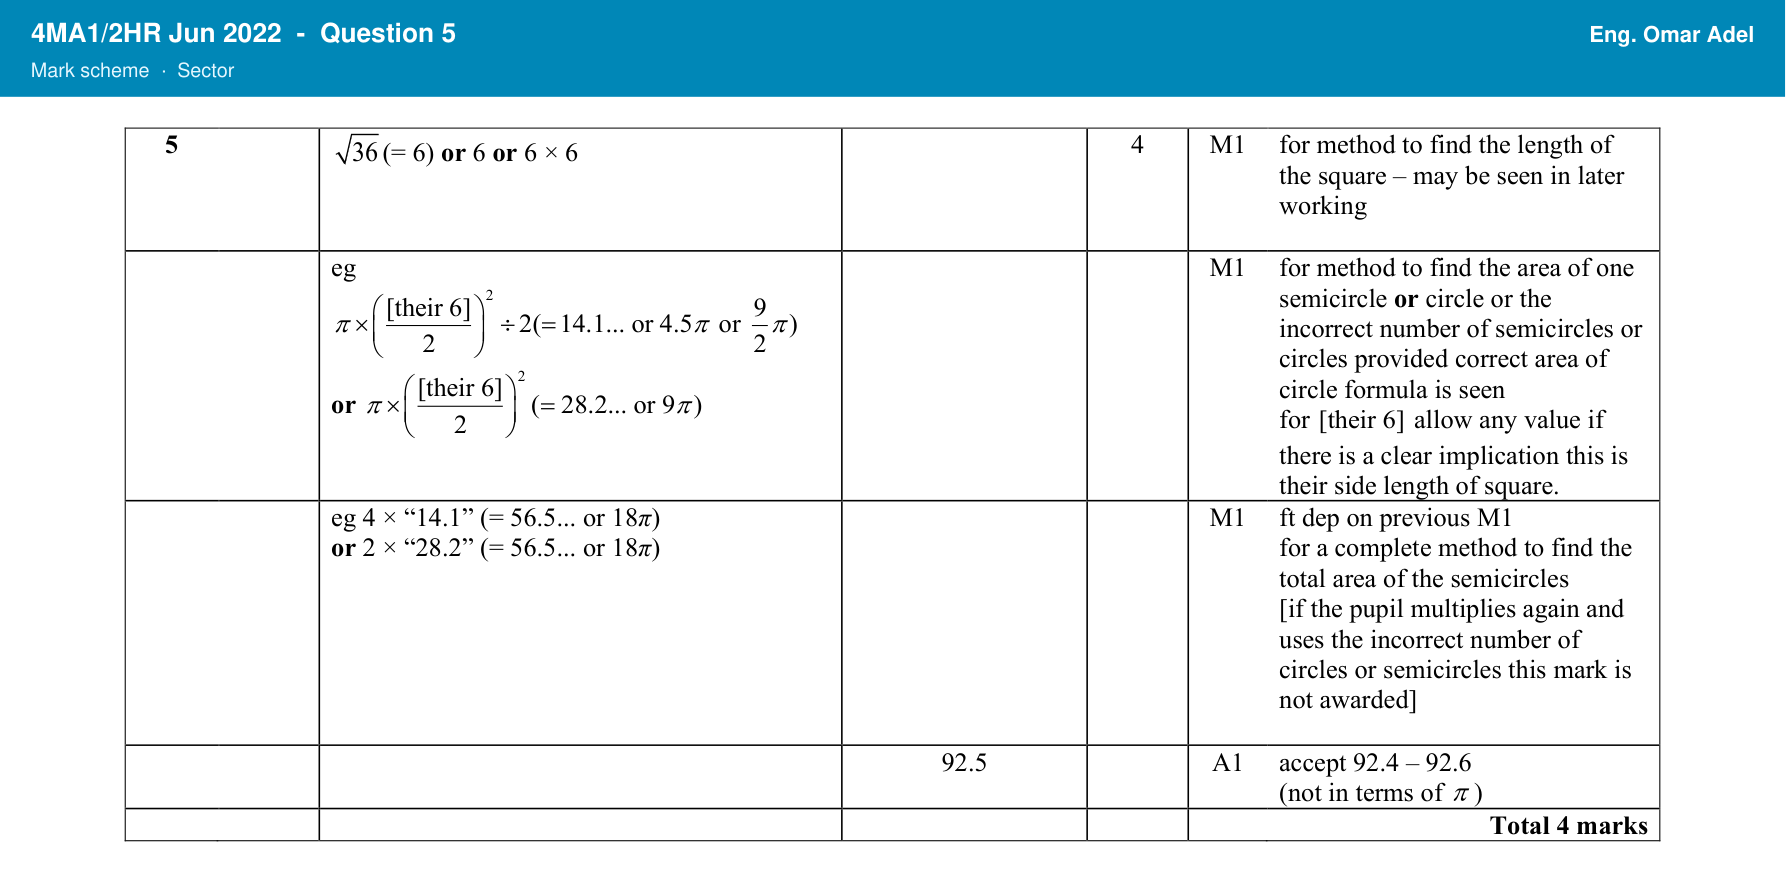 4MA1/2HR Jun 2022 - Question 5
Eng. Omar Adel
Mark scheme · Sector
5
√36 (= 6) or 6 or 6 × 6
4
M1
for method to find the length of
the square – may be seen in later
working
eg
π × ([their 6]/2)² ÷ 2(= 14.1... or 4.5π or 9/2 π)
or π × ([their 6]/2)² (= 28.2... or 9π)
M1
for method to find the area of one
semicircle or circle or the
incorrect number of semicircles or
circles provided correct area of
circle formula is seen
for [their 6] allow any value if
there is a clear implication this is
their side length of square.
eg 4 × “14.1” (= 56.5... or 18π)
or 2 × “28.2” (= 56.5... or 18π)
M1
ft dep on previous M1
for a complete method to find the
total area of the semicircles
[if the pupil multiplies again and
uses the incorrect number of
circles or semicircles this mark is
not awarded]
92.5
A1
accept 92.4 – 92.6
(not in terms of π )
Total 4 marks